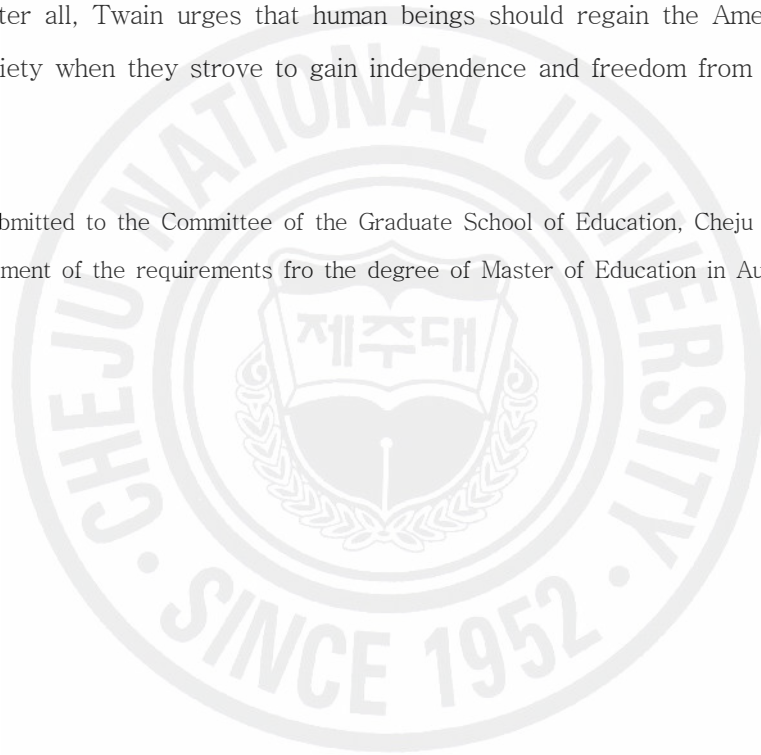 ter all, Twain urges that human beings should regain the Ame
iety when they strove to gain independence and freedom from
bmitted to the Committee of the Graduate School of Education, Cheju
ment of the requirements fro the degree of Master of Education in Au
CHEJU NATIONAL UNIVERSITY
제주대
· SINCE 1952 ·